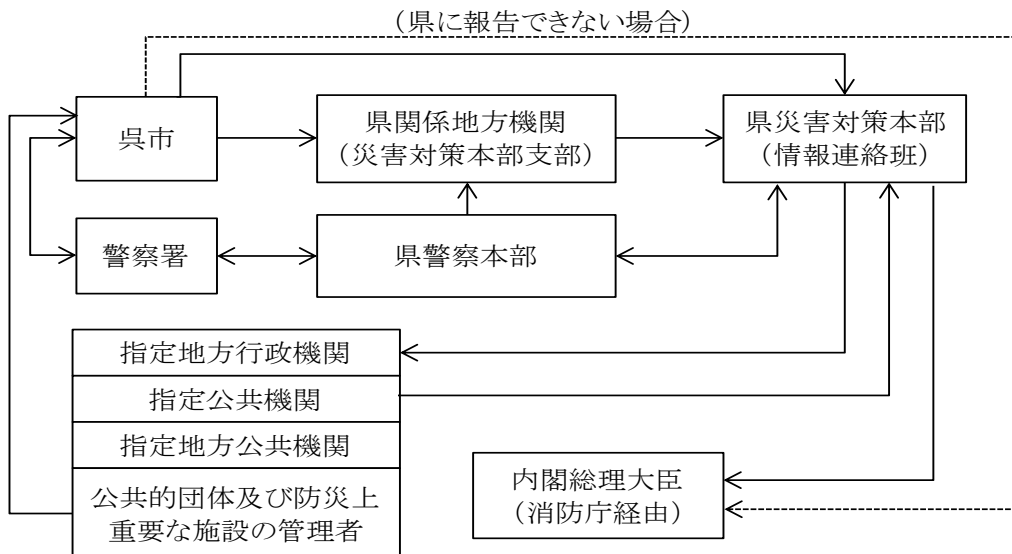 (県に報告できない場合)
呉市
県関係地方機関
(災害対策本部支部)
県災害対策本部
(情報連絡班)
警察署
県警察本部
指定地方行政機関
指定公共機関
指定地方公共機関
公共的団体及び防災上
重要な施設の管理者
内閣総理大臣
(消防庁経由)